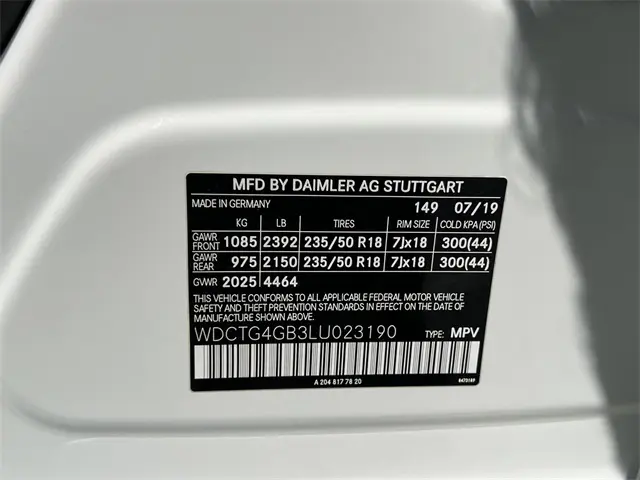 MFD BY DAIMLER AG STUTTGART
MADE IN GERMANY 149 07/19
KG LB TIRES RIM SIZE COLD KPA(PSI)
GAWR FRONT 1085 2392 235/50 R18 7Jx18 300(44)
GAWR REAR 975 2150 235/50 R18 7Jx18 300(44)
GVWR 2025 4464
THIS VEHICLE CONFORMS TO ALL APPLICABLE FEDERAL MOTOR VEHICLE
SAFETY AND THEFT PREVENTION STANDARDS IN EFFECT
ON THE DATE OF MANUFACTURE SHOWN ABOVE.
WDCTG4GB3LU023190 TYPE: MPV
A 204 817 78 20